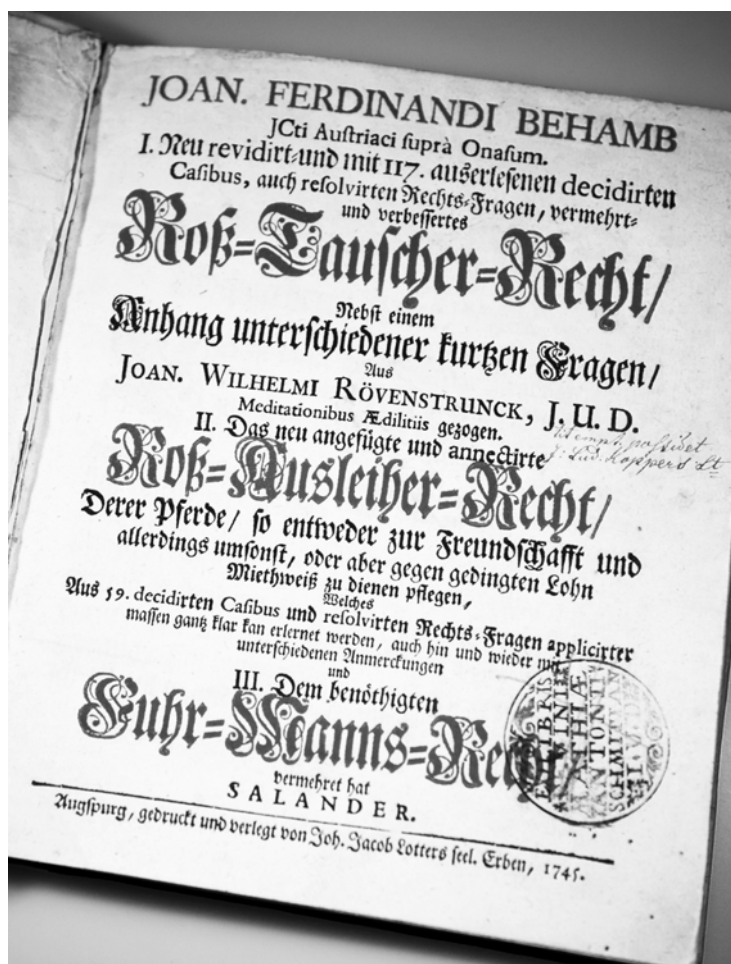 JOAN. FERDINANDI BEHAMB
JCti Auſtriaci ſuprà Onaſum.
I. Neu revidirt-und mit 117. auserleſenen decidirten
Caſibus, auch reſolvirten Rechts-Fragen, vermehrt-
und verbeſſertes
Roß-Tauſcher-Recht/
Nebſt einem
Anhang unterſchiedener kurtzen Fragen/
Aus
JOAN. WILHELMI RÖVENSTRUNCK, J. U. D.
Meditationibus Ædilitiis gezogen.
II. Das neu angefügte und annectirte
Roß-Ausleiher-Recht/
Derer Pferde/ ſo entweder zur Freundſchafft und
allerdings umſonſt, oder aber gegen gedingten Lohn
Miethweiß zu dienen pflegen,
Welches
Aus 59. decidirten Caſibus und reſolvirten Rechts-Fragen applicirter
maſſen gantz klar kan erlernet werden, auch hin und wieder mit
unterſchiedenen Anmerckungen
und
III. Dem benöthigten
Fuhr-Manns-Recht/
vermehret hat
SALANDER.
Augſpurg, gedruckt und verlegt von Joh. Jacob Lotters ſeel. Erben, 1745.
possidet
EX LIBRIS
ANTONII